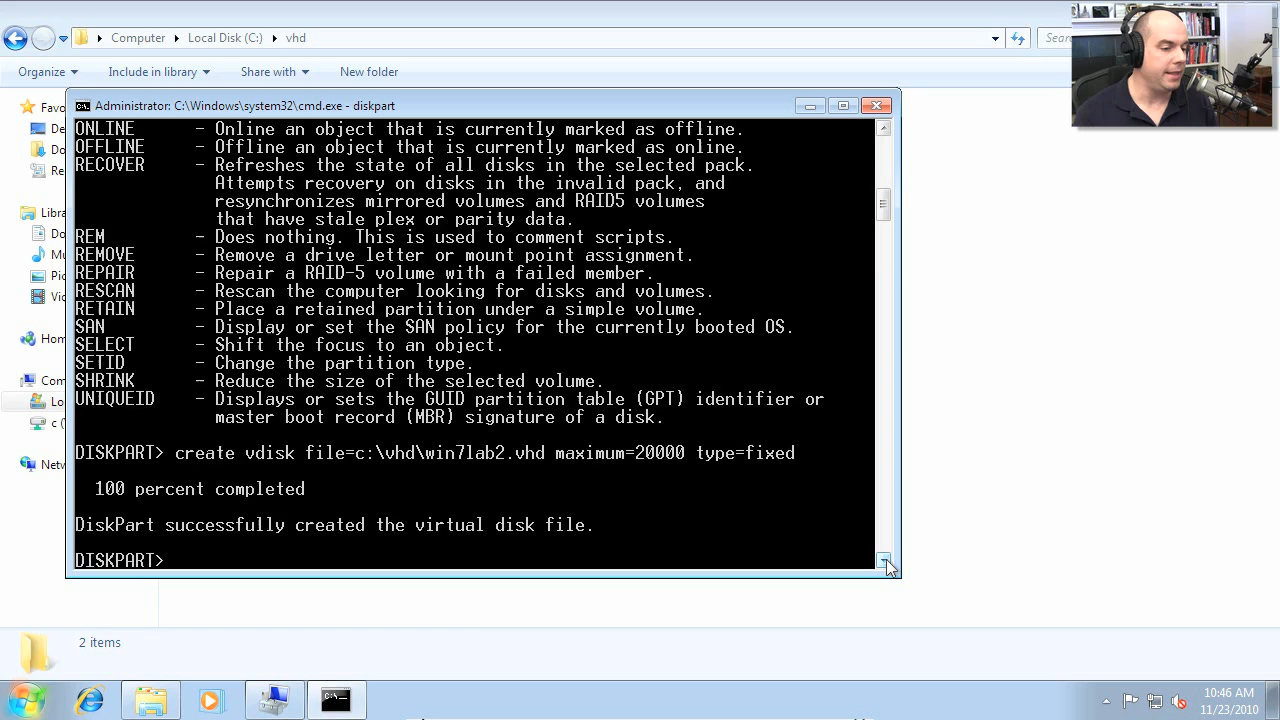 Computer Local Disk (C:) vhd
Organize Include in library Share with New folder
Administrator: C:\Windows\system32\cmd.exe - diskpart
ONLINE - Online an object that is currently marked as offline.
OFFLINE - Offline an object that is currently marked as online.
RECOVER - Refreshes the state of all disks in the selected pack.
Attempts recovery on disks in the invalid pack, and
resynchronizes mirrored volumes and RAID5 volumes
that have stale plex or parity data.
REM - Does nothing. This is used to comment scripts.
REMOVE - Remove a drive letter or mount point assignment.
REPAIR - Repair a RAID-5 volume with a failed member.
RESCAN - Rescan the computer looking for disks and volumes.
RETAIN - Place a retained partition under a simple volume.
SAN - Display or set the SAN policy for the currently booted OS.
SELECT - Shift the focus to an object.
SETID - Change the partition type.
SHRINK - Reduce the size of the selected volume.
UNIQUEID - Displays or sets the GUID partition table (GPT) identifier or
master boot record (MBR) signature of a disk.
DISKPART> create vdisk file=c:\vhd\win7lab2.vhd maximum=20000 type=fixed
100 percent completed
DiskPart successfully created the virtual disk file.
DISKPART>
2 items
10:46 AM
11/23/2010